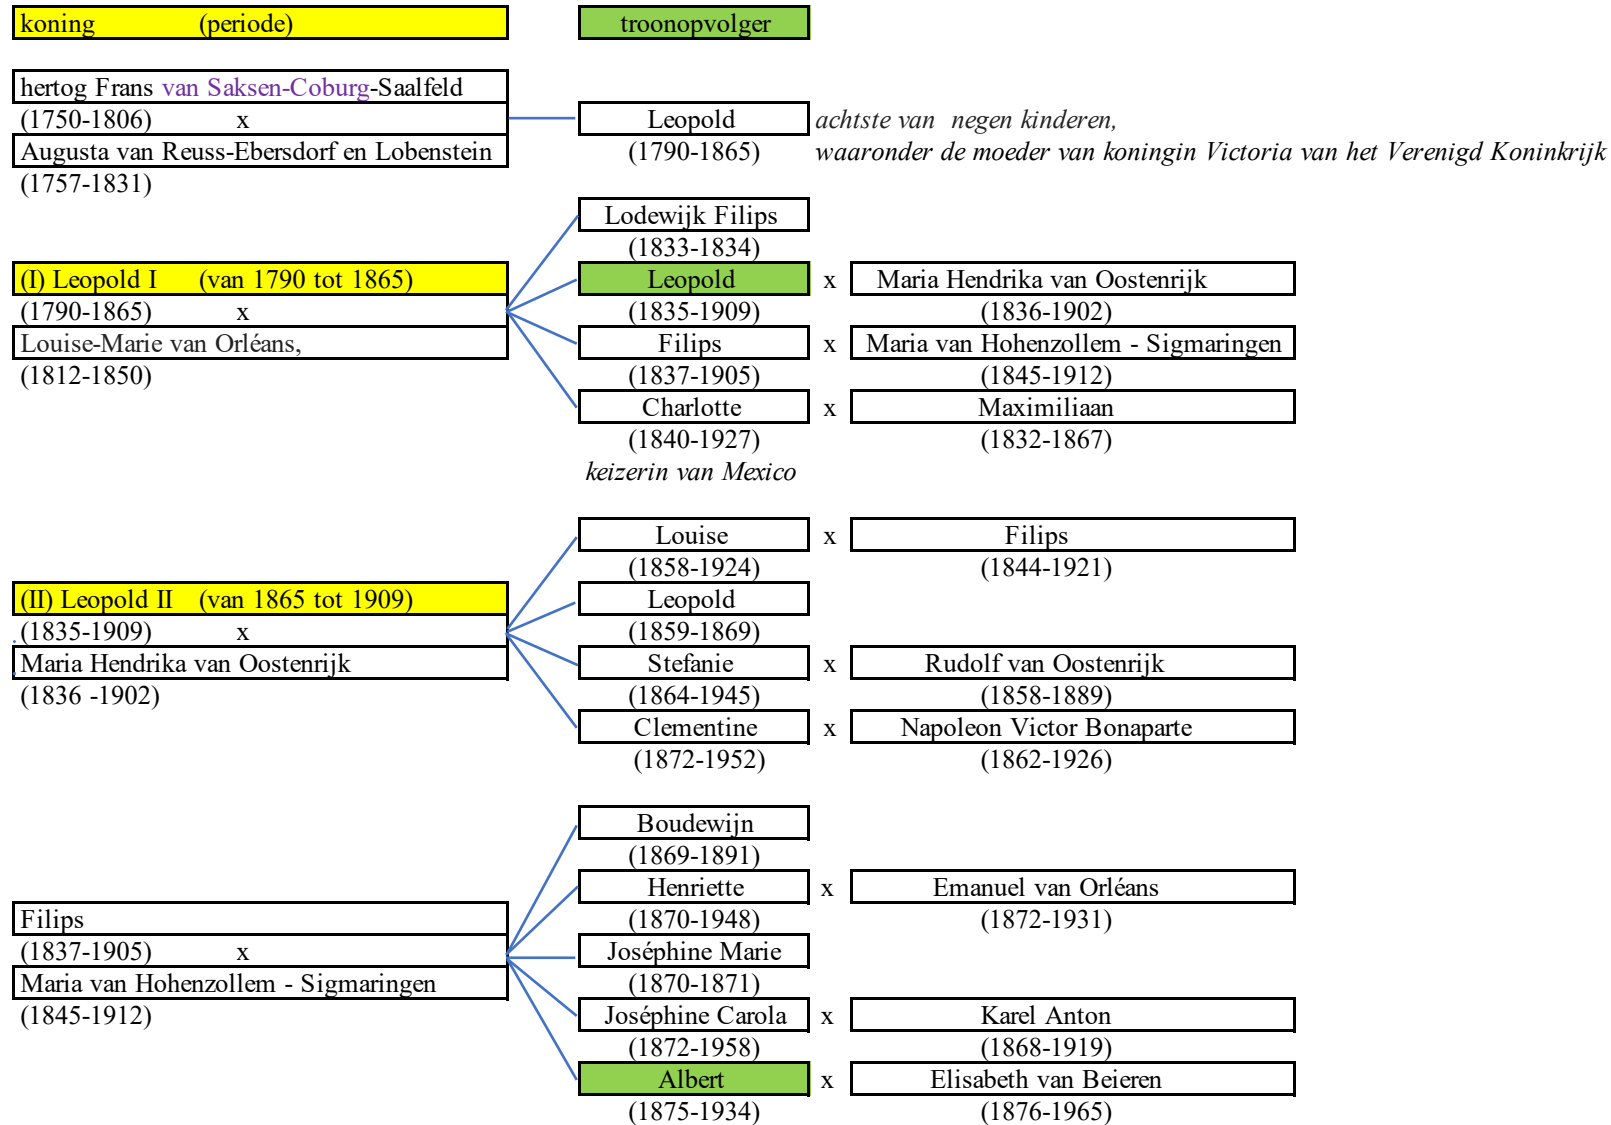 koning (periode) troonopvolger
hertog Frans van Saksen-Coburg-Saalfeld
(1750-1806) x Leopold achtste van negen kinderen,
Augusta van Reuss-Ebersdorf en Lobenstein (1790-1865) waaronder de moeder van koningin Victoria van het Verenigd Koninkrijk
(1757-1831)
Lodewijk Filips
(1833-1834)
(I) Leopold I (van 1790 tot 1865) Leopold x Maria Hendrika van Oostenrijk
(1790-1865) x (1835-1909) (1836-1902)
Louise-Marie van Orléans, Filips x Maria van Hohenzollem - Sigmaringen
(1812-1850) (1837-1905) (1845-1912)
Charlotte x Maximiliaan
(1840-1927) (1832-1867)
keizerin van Mexico
Louise x Filips
(1858-1924) (1844-1921)
(II) Leopold II (van 1865 tot 1909) Leopold
(1835-1909) x (1859-1869)
Maria Hendrika van Oostenrijk Stefanie x Rudolf van Oostenrijk
(1836 -1902) (1864-1945) (1858-1889)
Clementine x Napoleon Victor Bonaparte
(1872-1952) (1862-1926)
Boudewijn
(1869-1891)
Henriette x Emanuel van Orléans
Filips (1870-1948) (1872-1931)
(1837-1905) x Joséphine Marie
Maria van Hohenzollem - Sigmaringen (1870-1871)
(1845-1912) Joséphine Carola x Karel Anton
(1872-1958) (1868-1919)
Albert x Elisabeth van Beieren
(1875-1934) (1876-1965)